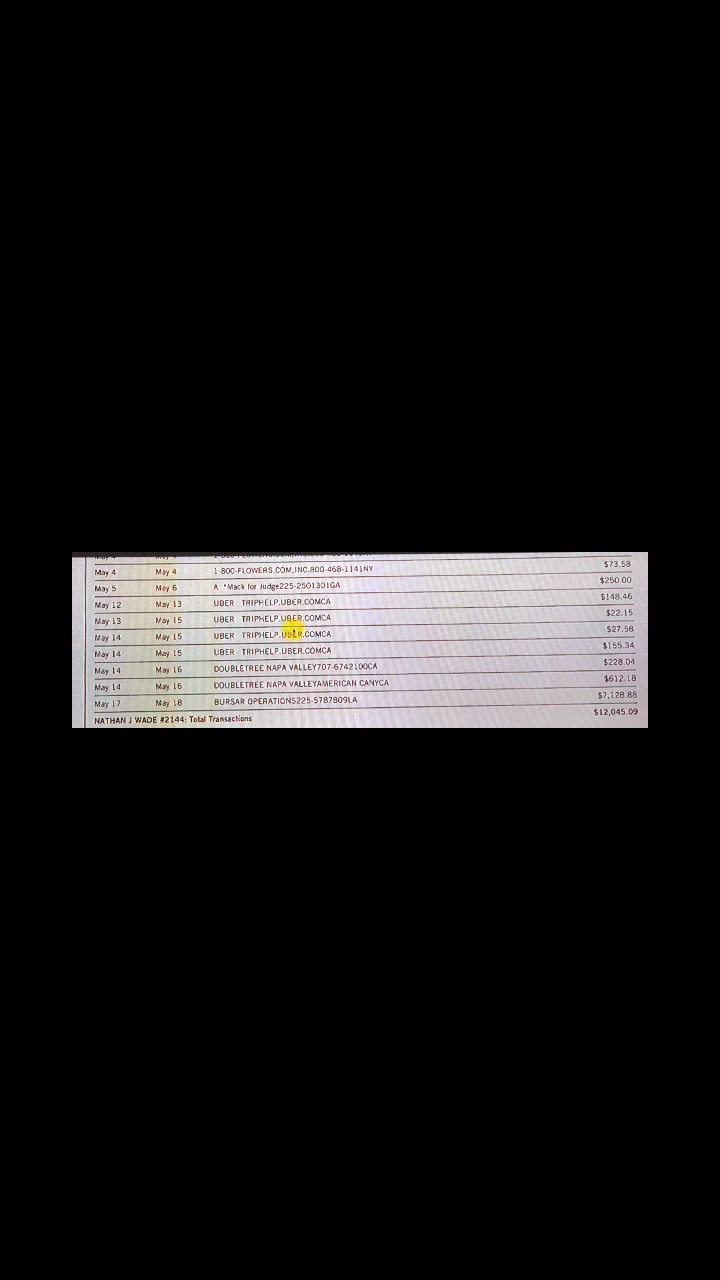 May 4 May 4 1-800-FLOWERS.COM,INC.800-468-1141NY $73.58
May 5 May 6 A *Mack for Judge225-2501301GA $250.00
May 12 May 13 UBER TRIPHELP.UBER.COMCA $148.46
May 13 May 15 UBER TRIPHELP.UBER.COMCA $22.15
May 14 May 15 UBER TRIPHELP.UBER.COMCA $27.58
May 14 May 15 UBER TRIPHELP.UBER.COMCA $155.34
May 14 May 16 DOUBLETREE NAPA VALLEY707-6742100CA $228.04
May 14 May 16 DOUBLETREE NAPA VALLEYAMERICAN CANYCA $612.18
May 17 May 18 BURSAR OPERATIONS225-5787809LA $7,128.88
NATHAN J WADE #2144: Total Transactions $12,045.09